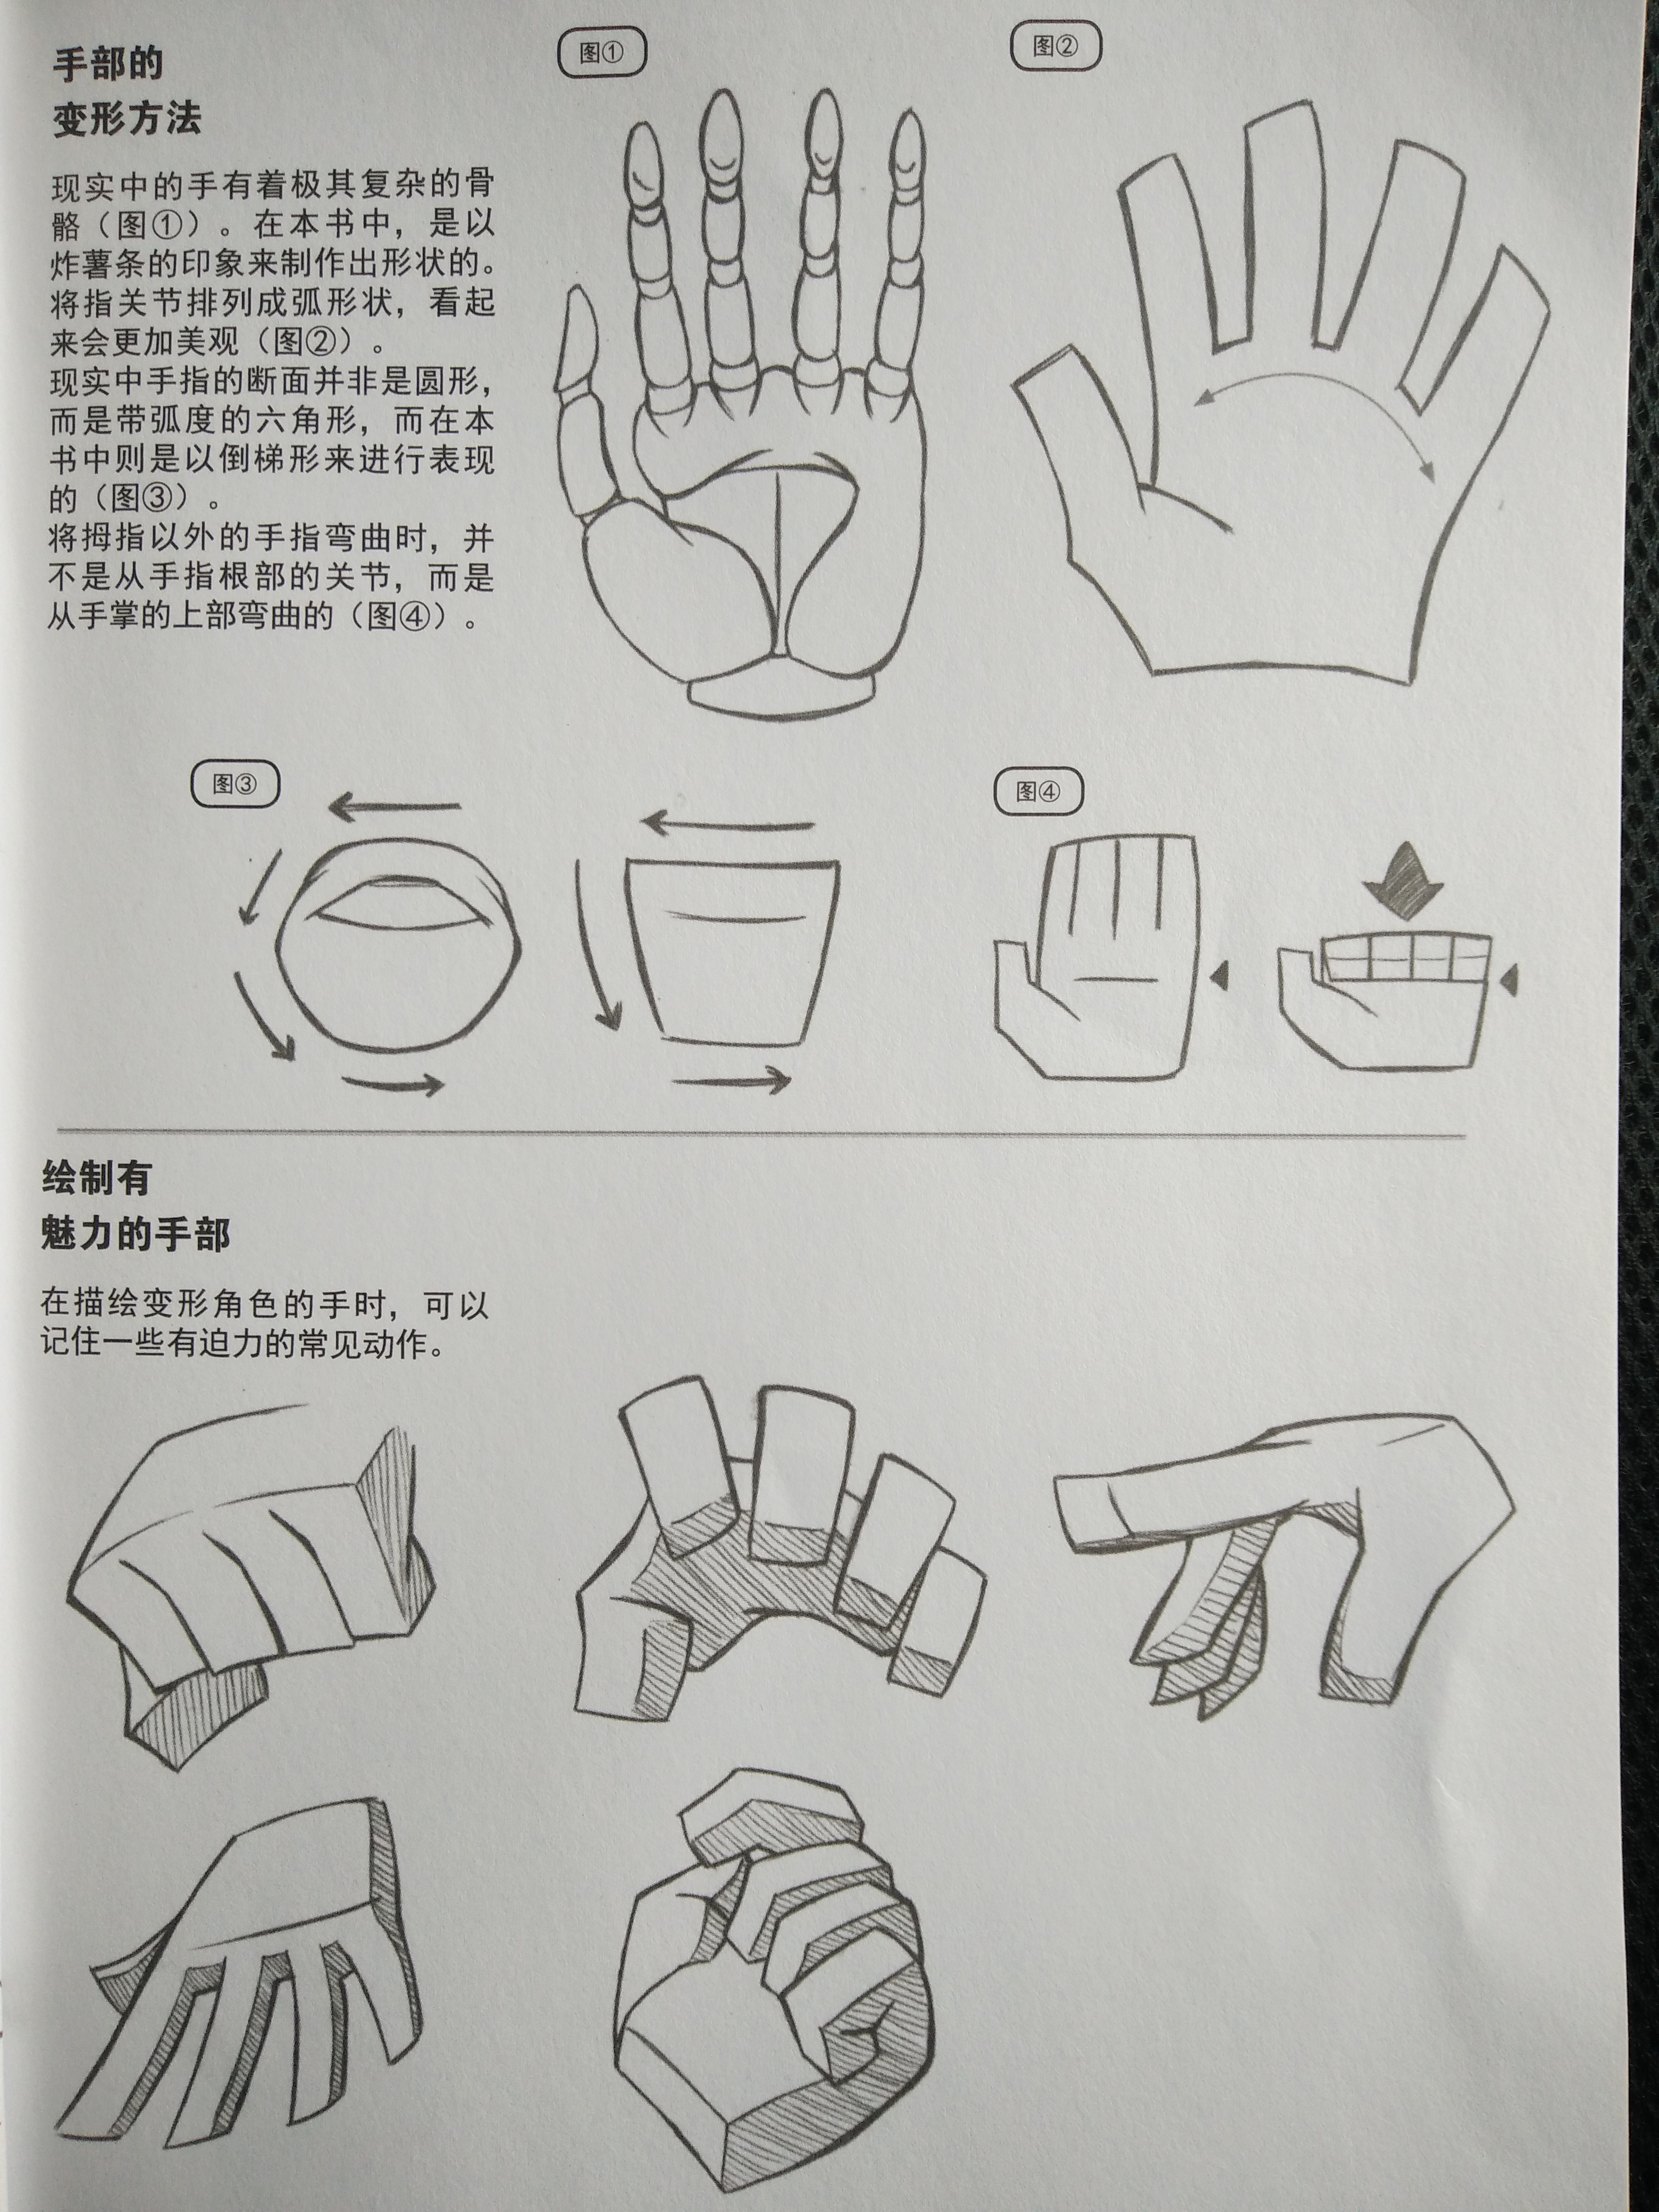 手部的
变形方法
现实中的手有着极其复杂的骨
骼（图①）。在本书中，是以
炸薯条的印象来制作出形状的。
将指关节排列成弧形状，看起
来会更加美观（图②）。
现实中手指的断面并非是圆形，
而是带弧度的六角形，而在本
书中则是以倒梯形来进行表现
的（图③）。
将拇指以外的手指弯曲时，并
不是从手指根部的关节，而是
从手掌的上部弯曲的（图④）。
图①
图②
图③
图④
绘制有
魅力的手部
在描绘变形角色的手时，可以
记住一些有迫力的常见动作。